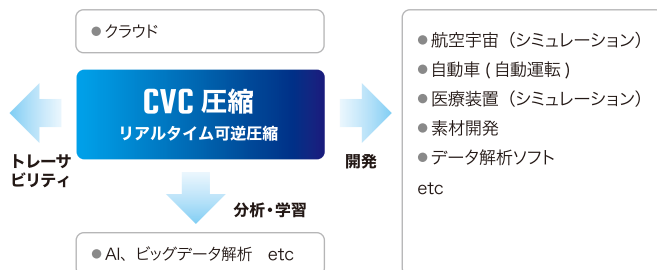 ● クラウド
CVC 圧縮
リアルタイム可逆圧縮
トレーサ
ビリティ
開発
分析・学習
● AI、ビッグデータ解析　etc
● 航空宇宙（シミュレーション）
● 自動車 ( 自動運転 )
● 医療装置（シミュレーション）
● 素材開発
● データ解析ソフト
etc